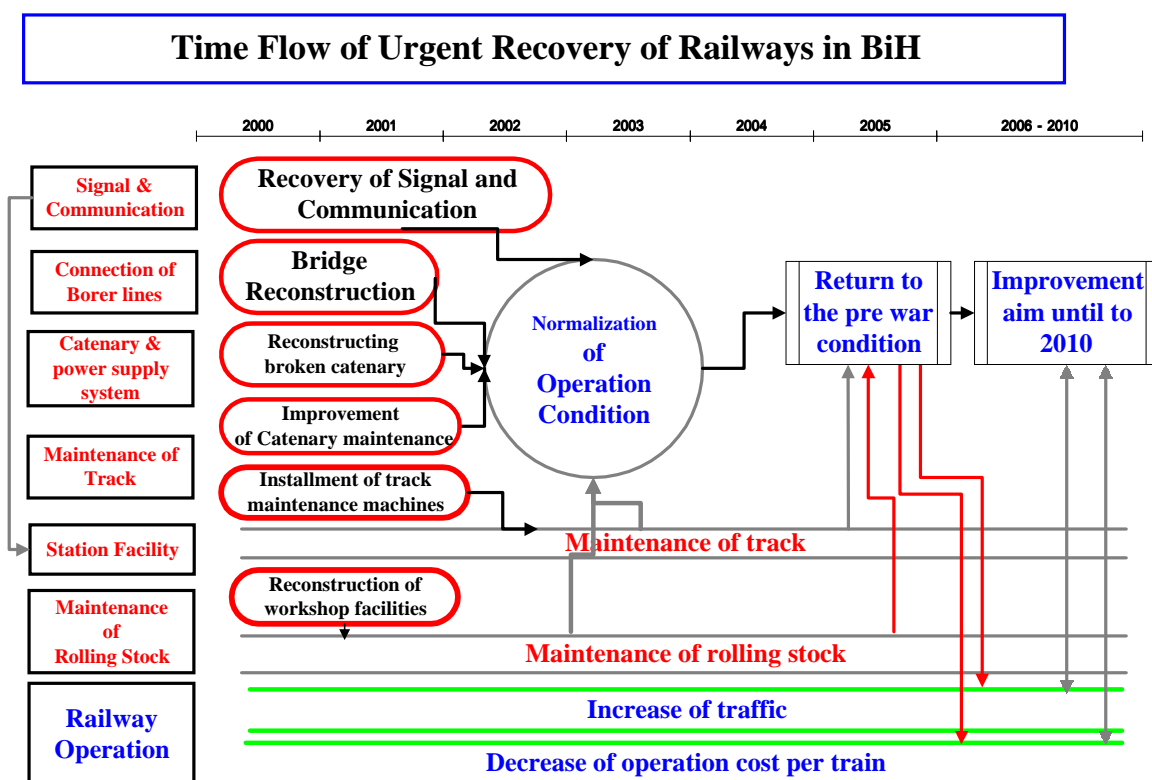 Time Flow of Urgent Recovery of Railways in BiH
2000
2001
2002
2003
2004
2005
2006 - 2010
Signal &
Communication
Connection of
Borer lines
Catenary &
power supply
system
Maintenance of
Track
Station Facility
Maintenance
of
Rolling Stock
Railway
Operation
Recovery of Signal and
Communication
Bridge
Reconstruction
Reconstructing
broken catenary
Improvement
of Catenary maintenance
Installment of track
maintenance machines
Reconstruction of
workshop facilities
Normalization
of
Operation
Condition
Return to
the pre war
condition
Improvement
aim until to
2010
Maintenance of track
Maintenance of rolling stock
Increase of traffic
Decrease of operation cost per train